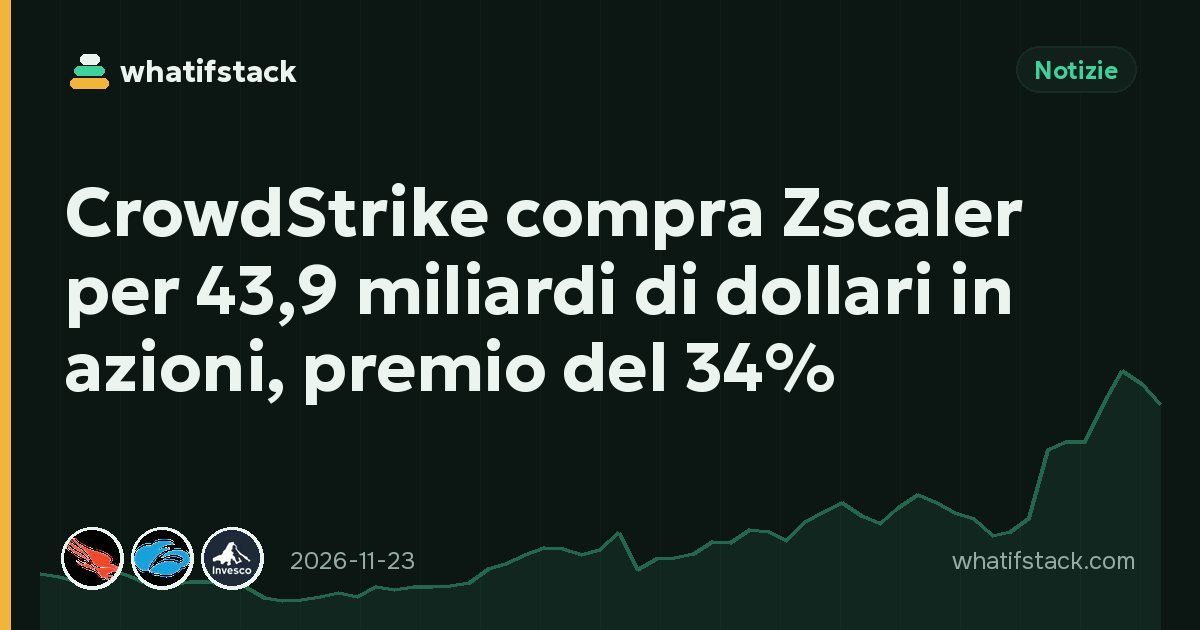 whatifstack
Notizie
CrowdStrike compra Zscaler
per 43,9 miliardi di dollari in
azioni, premio del 34%
Invesco
2026-11-23
whatifstack.com